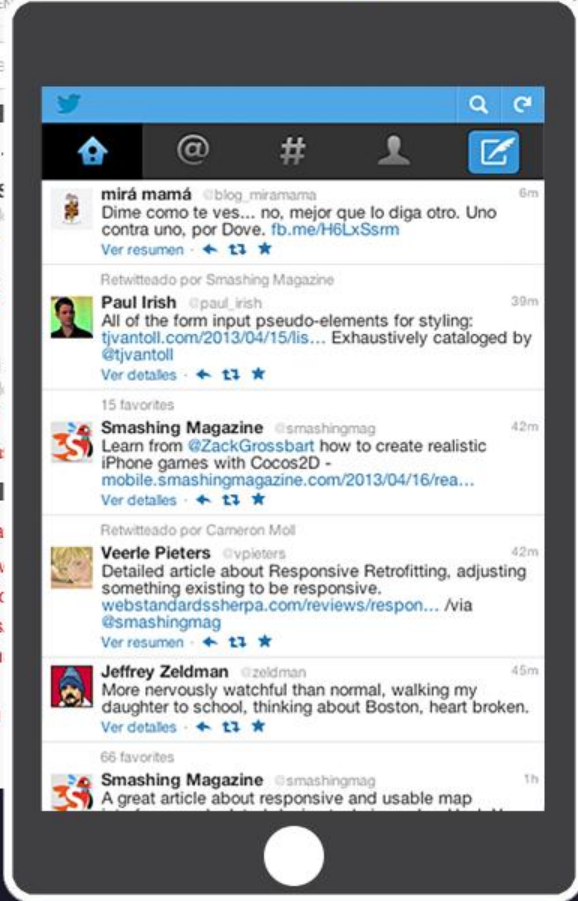 @ #
mirá mamá @blog_miramama 6m
Dime como te ves... no, mejor que lo diga otro. Uno
contra uno, por Dove. fb.me/H6LxSsrm
Ver resumen ·
Retwitteado por Smashing Magazine
Paul Irish @paul_irish 39m
All of the form input pseudo-elements for styling:
tjvantoll.com/2013/04/15/lis... Exhaustively cataloged by
@tjvantoll
Ver detalles ·
15 favorites
Smashing Magazine @smashingmag 42m
Learn from @ZackGrossbart how to create realistic
iPhone games with Cocos2D -
mobile.smashingmagazine.com/2013/04/16/rea...
Ver detalles ·
Retwitteado por Cameron Moll
Veerle Pieters @vpieters 42m
Detailed article about Responsive Retrofitting, adjusting
something existing to be responsive.
webstandardssherpa.com/reviews/respon... /via
@smashingmag
Ver resumen ·
Jeffrey Zeldman @zeldman 45m
More nervously watchful than normal, walking my
daughter to school, thinking about Boston, heart broken.
Ver detalles ·
66 favorites
Smashing Magazine @smashingmag 1h
A great article about responsive and usable map